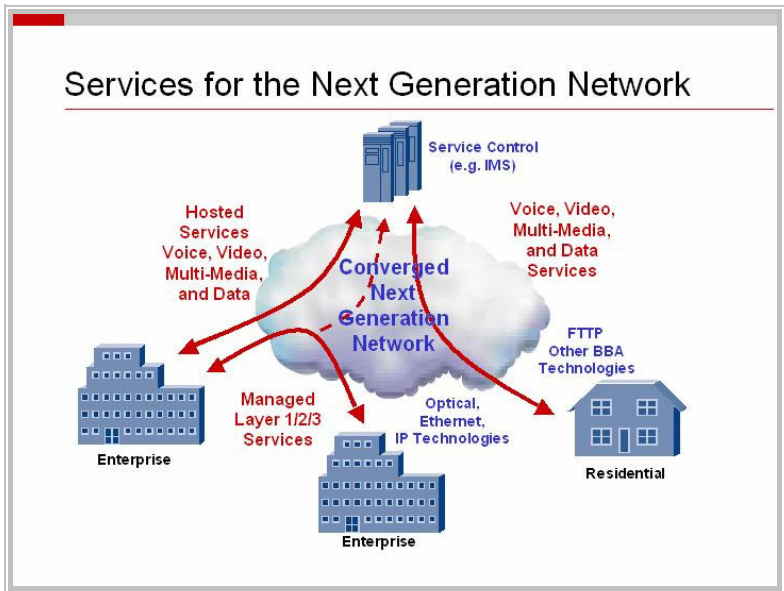 Services for the Next Generation Network
Service Control
(e.g. IMS)
Hosted
Services
Voice, Video,
Multi-Media,
and Data
Voice, Video,
Multi-Media,
and Data
Services
Converged
Next
Generation
Network
FTTP
Other BBA
Technologies
Managed
Layer 1/2/3
Services
Optical,
Ethernet,
IP Technologies
Enterprise
Residential
Enterprise